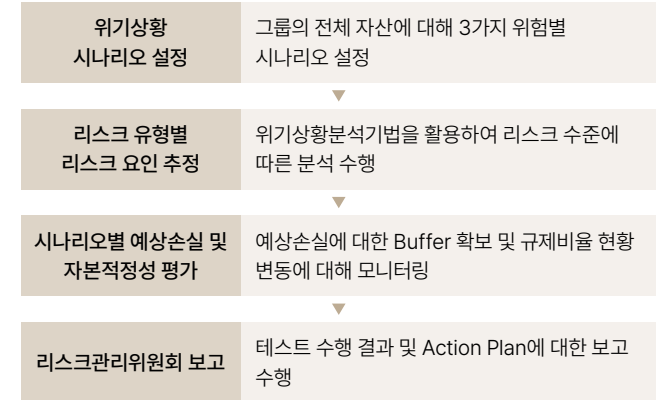 위기상황
시나리오 설정
그룹의 전체 자산에 대해 3가지 위험별
시나리오 설정
리스크 유형별
리스크 요인 추정
위기상황분석기법을 활용하여 리스크 수준에
따른 분석 수행
시나리오별 예상손실 및
자본적정성 평가
예상손실에 대한 Buffer 확보 및 규제비율 현황
변동에 대해 모니터링
리스크관리위원회 보고
테스트 수행 결과 및 Action Plan에 대한 보고
수행